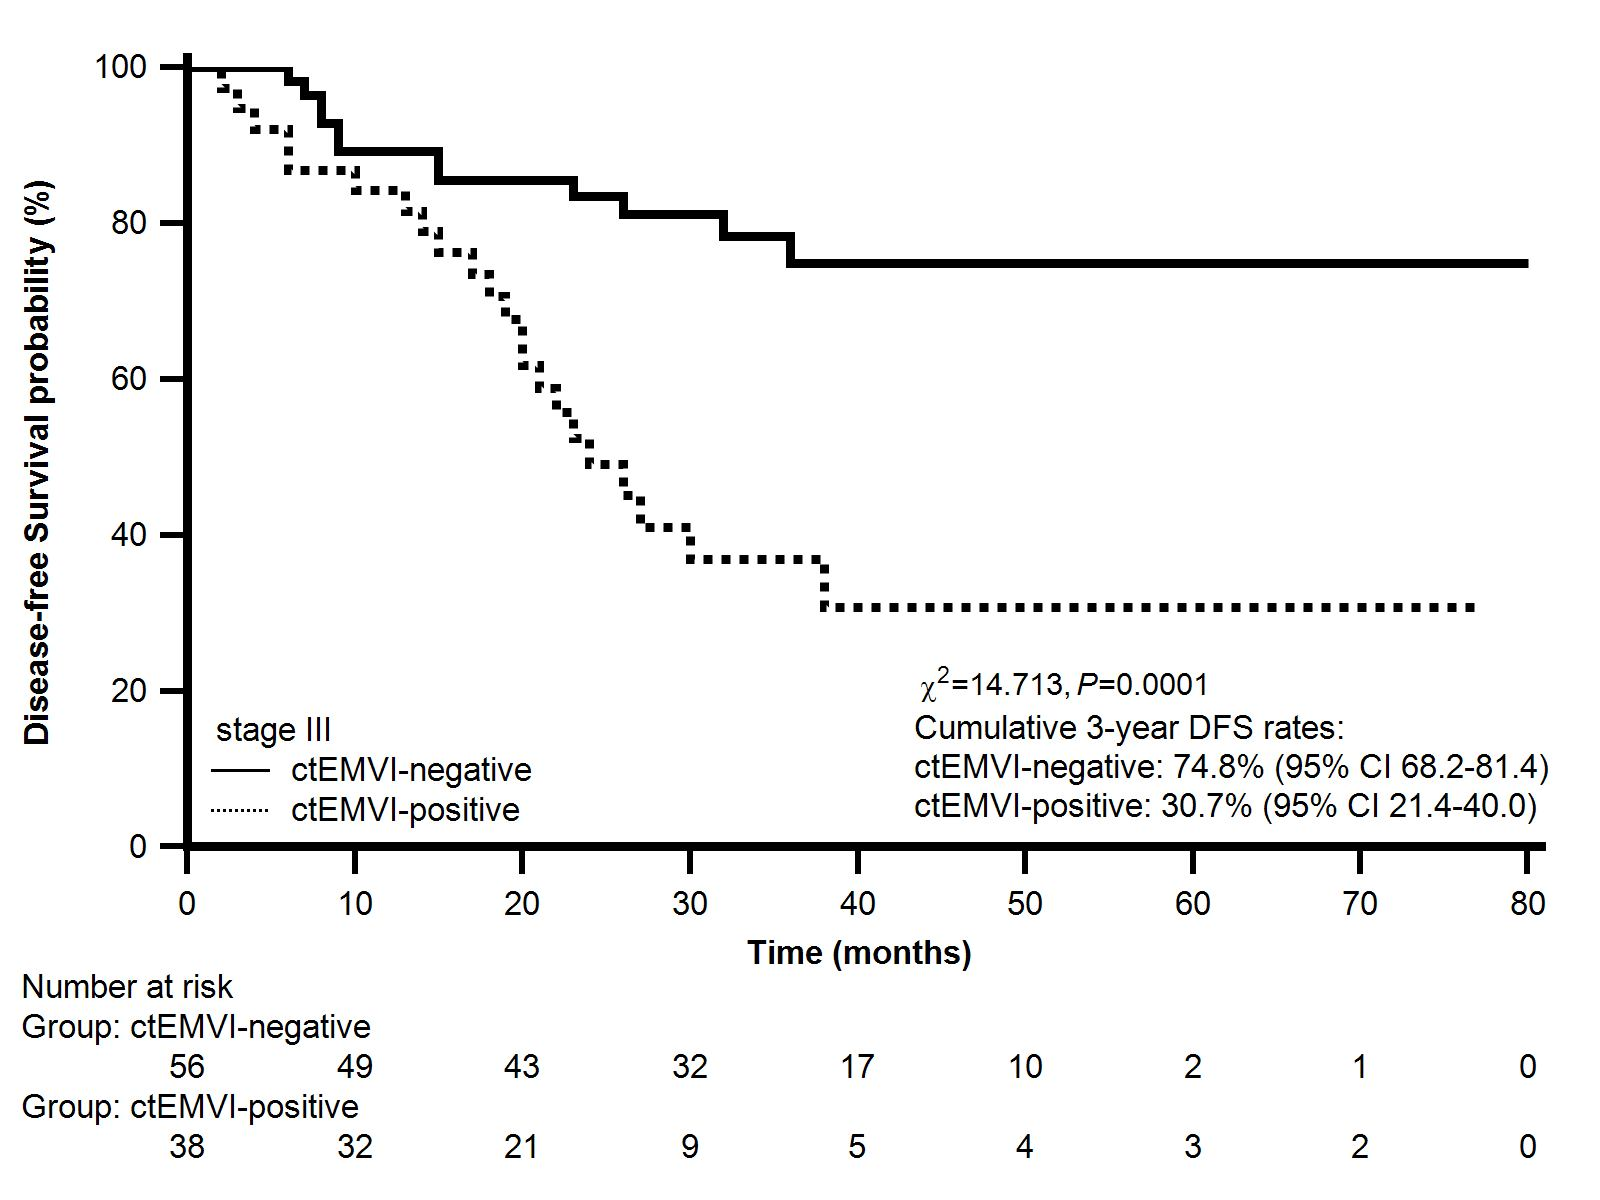 Disease-free Survival probability (%)
100
80
60
40
20
0
stage III
ctEMVI-negative
ctEMVI-positive
χ2=14.713, P=0.0001
Cumulative 3-year DFS rates:
ctEMVI-negative: 74.8% (95% CI 68.2-81.4)
ctEMVI-positive: 30.7% (95% CI 21.4-40.0)
0 10 20 30 40 50 60 70 80
Time (months)
Number at risk
Group: ctEMVI-negative
56 49 43 32 17 10 2 1 0
Group: ctEMVI-positive
38 32 21 9 5 4 3 2 0